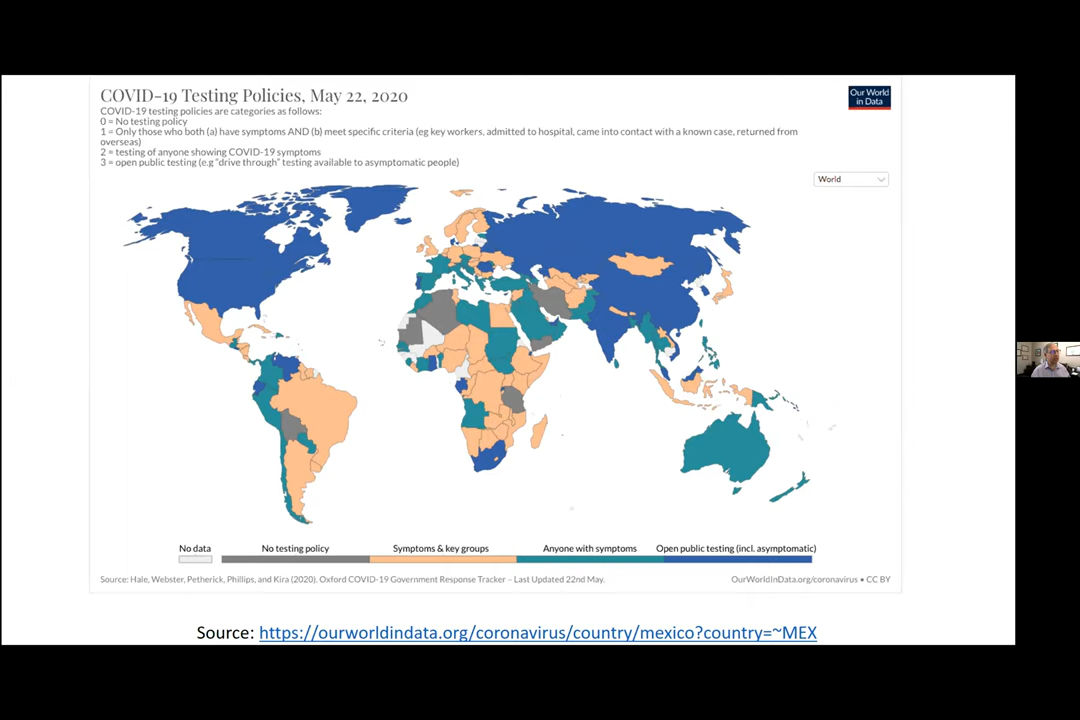 COVID-19 Testing Policies, May 22, 2020
Our World
in Data
COVID-19 testing policies are categories as follows:
0 = No testing policy
1 = Only those who both (a) have symptoms AND (b) meet specific criteria (eg key workers, admitted to hospital, came into contact with a known case, returned from
overseas)
2 = testing of anyone showing COVID-19 symptoms
3 = open public testing (e.g "drive through" testing available to asymptomatic people)
World
No data
No testing policy
Symptoms & key groups
Anyone with symptoms
Open public testing (incl. asymptomatic)
Source: Hale, Webster, Petherick, Phillips, and Kira (2020). Oxford COVID-19 Government Response Tracker – Last Updated 22nd May.
OurWorldInData.org/coronavirus • CC BY
Source: https://ourworldindata.org/coronavirus/country/mexico?country=~MEX